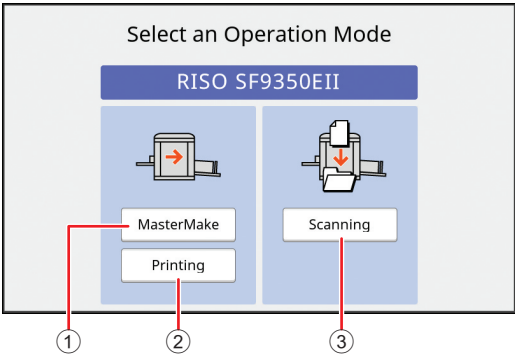 Select an Operation Mode
RISO SF9350EII
MasterMake
Scanning
Printing
1
2
3